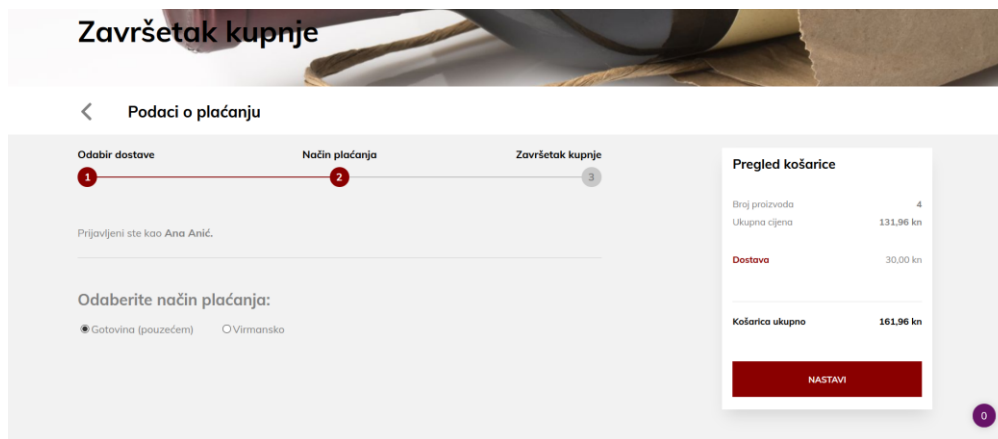 Završetak kupnje
Podaci o plaćanju
Odabir dostave
Način plaćanja
Završetak kupnje
1
2
3
Prijavljeni ste kao Ana Anić.
Odaberite način plaćanja:
Gotovina (pouzećem)
Virmansko
Pregled košarice
Broj proizvoda 4
Ukupna cijena 131,96 kn
Dostava 30,00 kn
Košarica ukupno 161,96 kn
NASTAVI
0